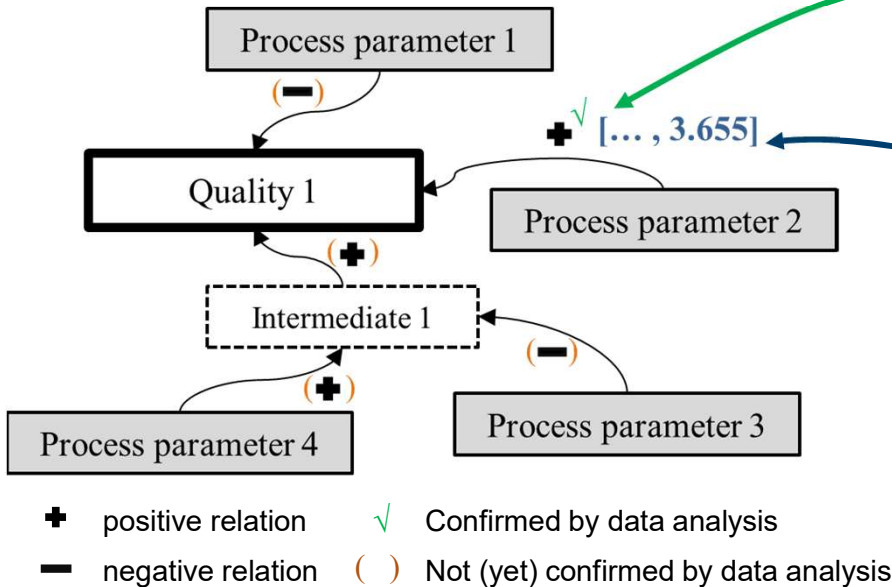 Process parameter 1
(−)
+ √ [… , 3.655]
Quality 1
Process parameter 2
(+)
Intermediate 1
(−)
(+)
Process parameter 3
Process parameter 4
+ positive relation √ Confirmed by data analysis
− negative relation ( ) Not (yet) confirmed by data analysis